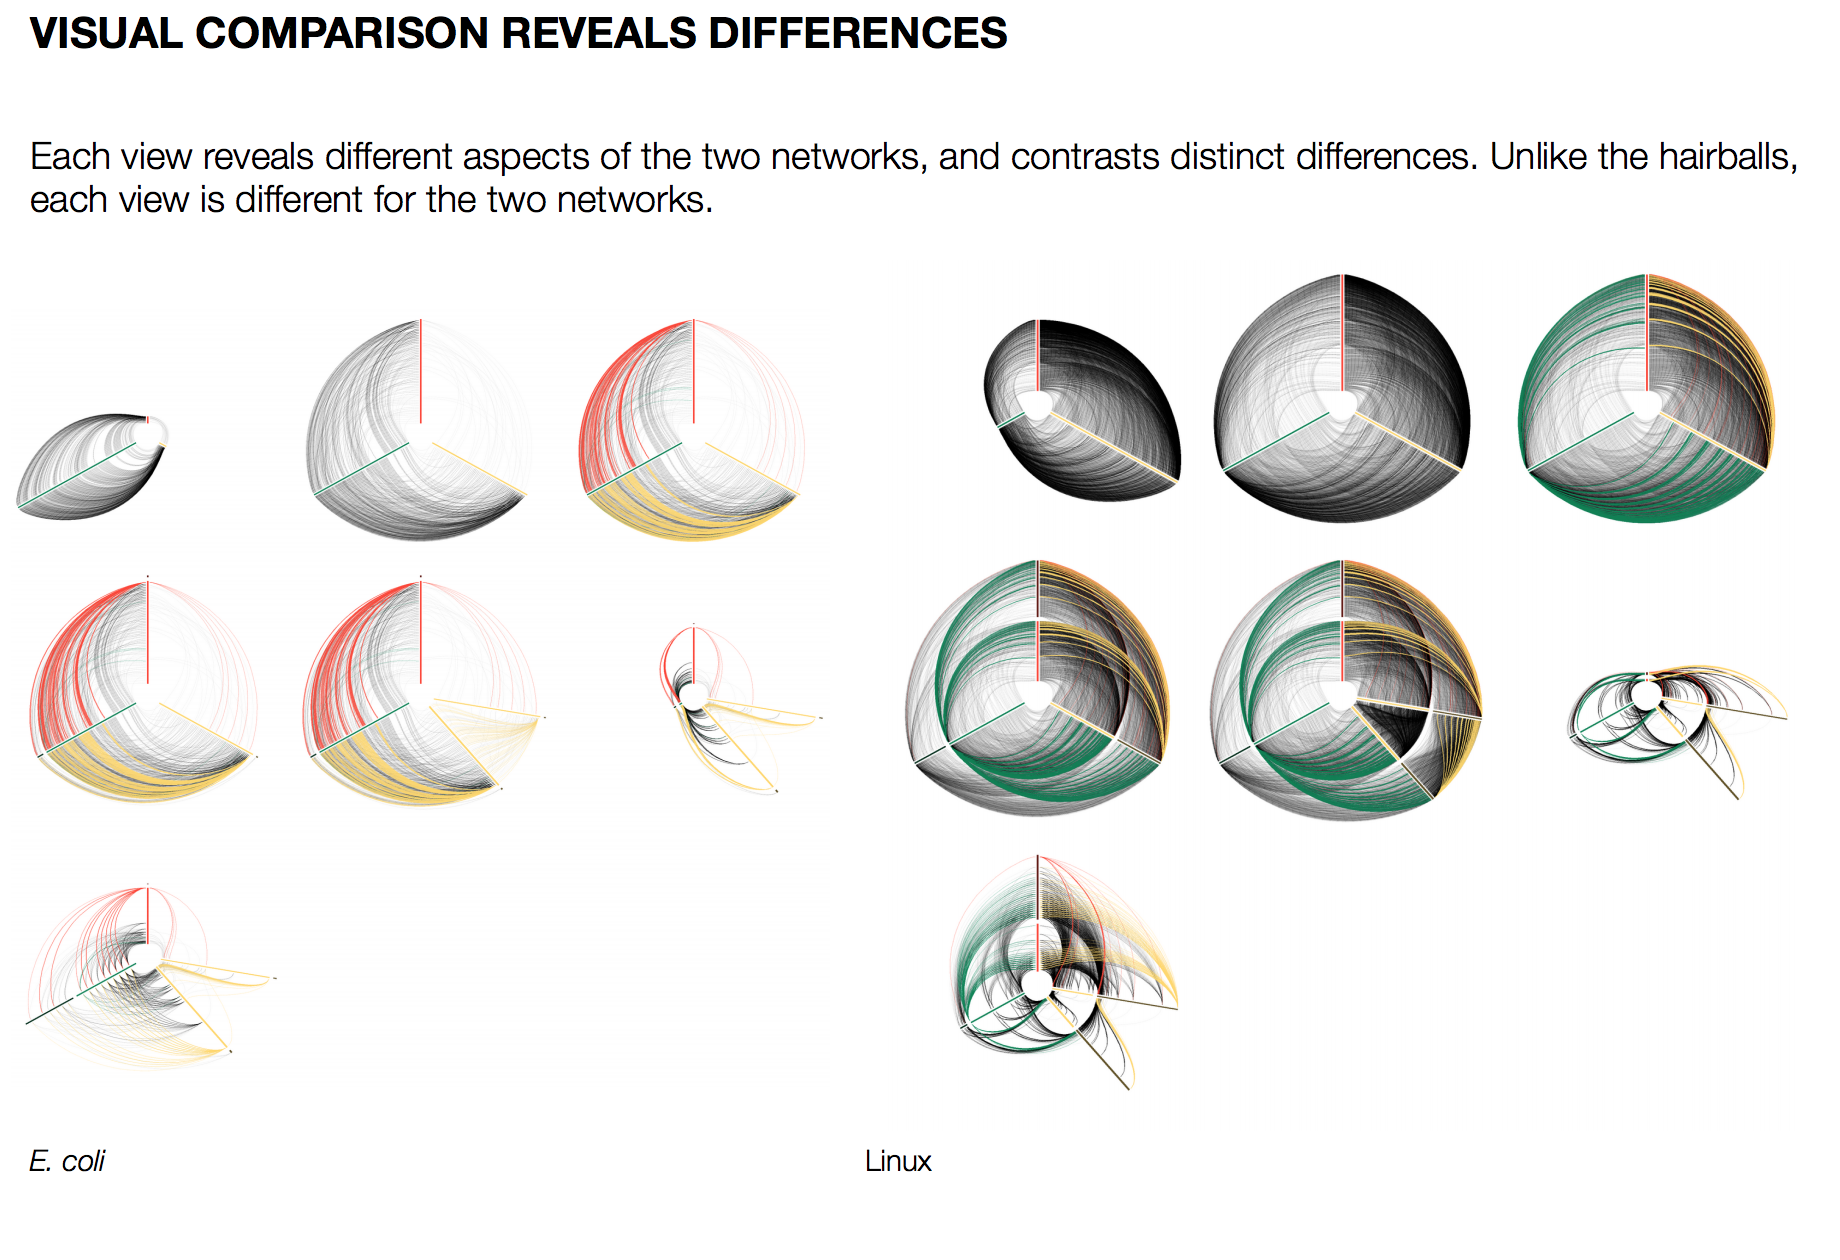 VISUAL COMPARISON REVEALS DIFFERENCES
Each view reveals different aspects of the two networks, and contrasts distinct differences. Unlike the hairballs,
each view is different for the two networks.
E. coli
Linux